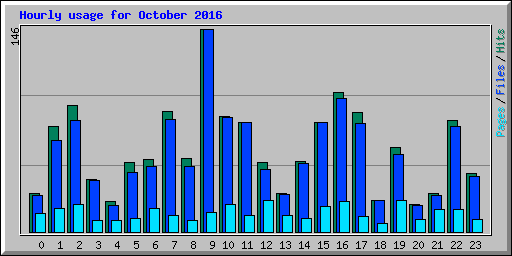 Hourly usage for October 2016
146
Pages / Files / Hits
0 1 2 3 4 5 6 7 8 9 10 11 12 13 14 15 16 17 18 19 20 21 22 23